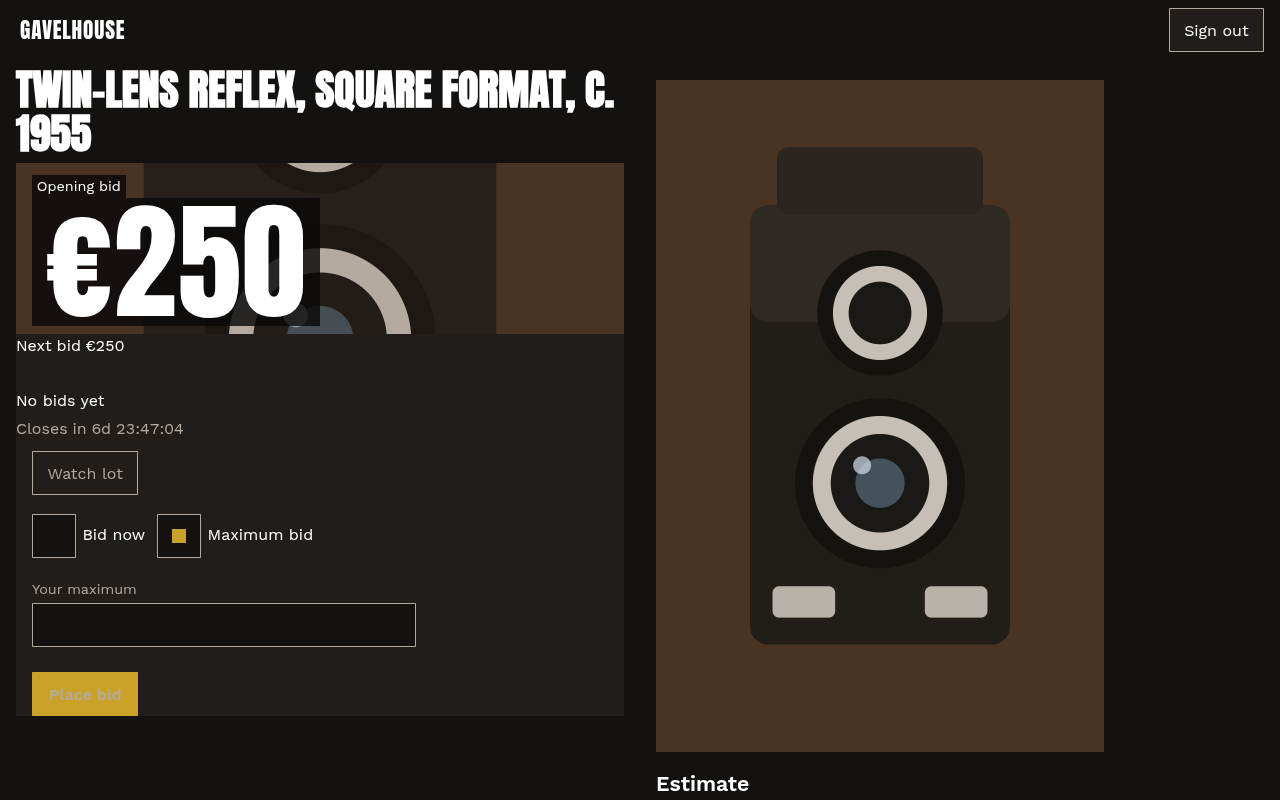 GAVELHOUSE
Sign out
TWIN-LENS REFLEX, SQUARE FORMAT, C.
1955
Opening bid
€250
Next bid €250
No bids yet
Closes in 6d 23:47:04
Watch lot
Bid now
Maximum bid
Your maximum
Place bid
Estimate